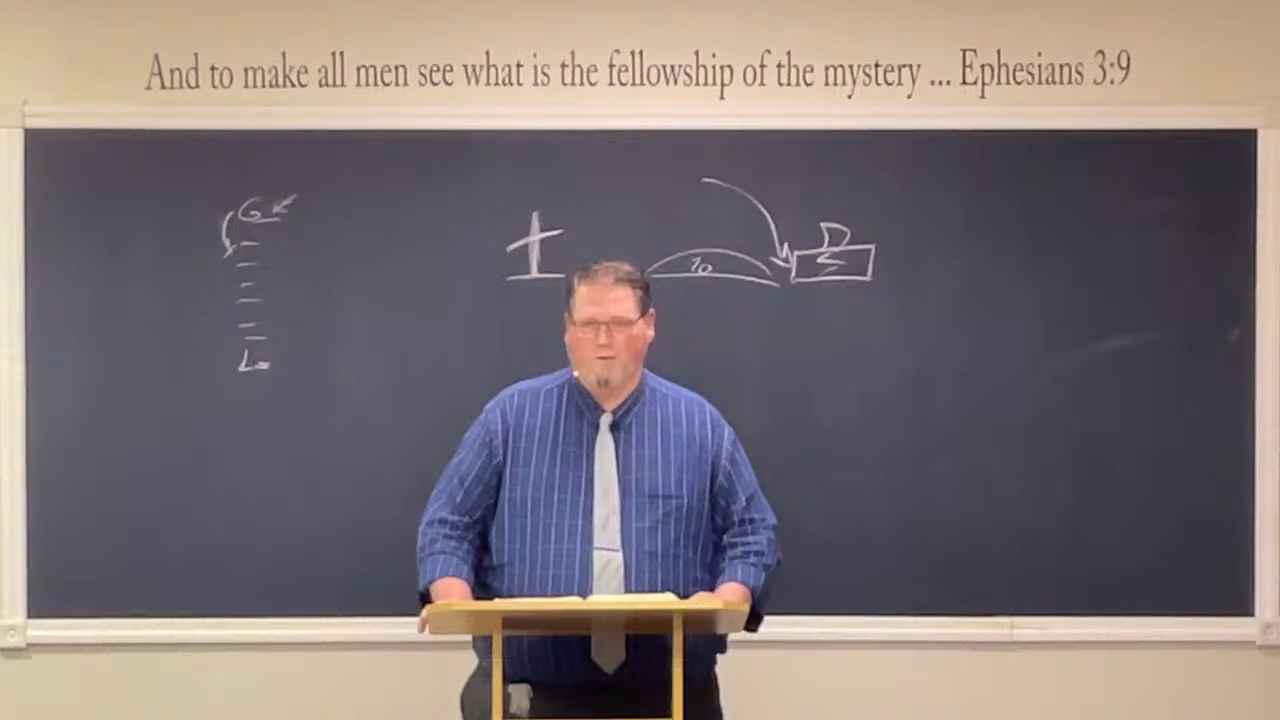 And to make all men see what is the fellowship of the mystery ... Ephesians 3:9
G
L